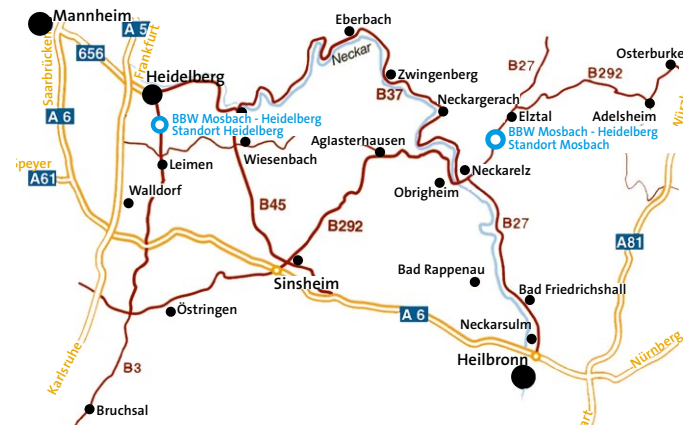 Mannheim
Eberbach
A 5
Frankfurt
656
Saarbrücken
Neckar
B27
Osterburke
Heidelberg
Zwingenberg
B292
B37
Neckargerach
A 6
Elztal
Adelsheim
BBW Mosbach - Heidelberg
Standort Heidelberg
BBW Mosbach - Heidelberg
Standort Mosbach
Aglasterhausen
Wiesenbach
Speyer
Leimen
Neckarelz
A61
Walldorf
Obrigheim
B45
B292
B27
A81
Bad Rappenau
Sinsheim
Bad Friedrichshall
Östringen
A 6
Neckarsulm
Karlsruhe
Heilbronn
Nürnberg
B3
Bruchsal